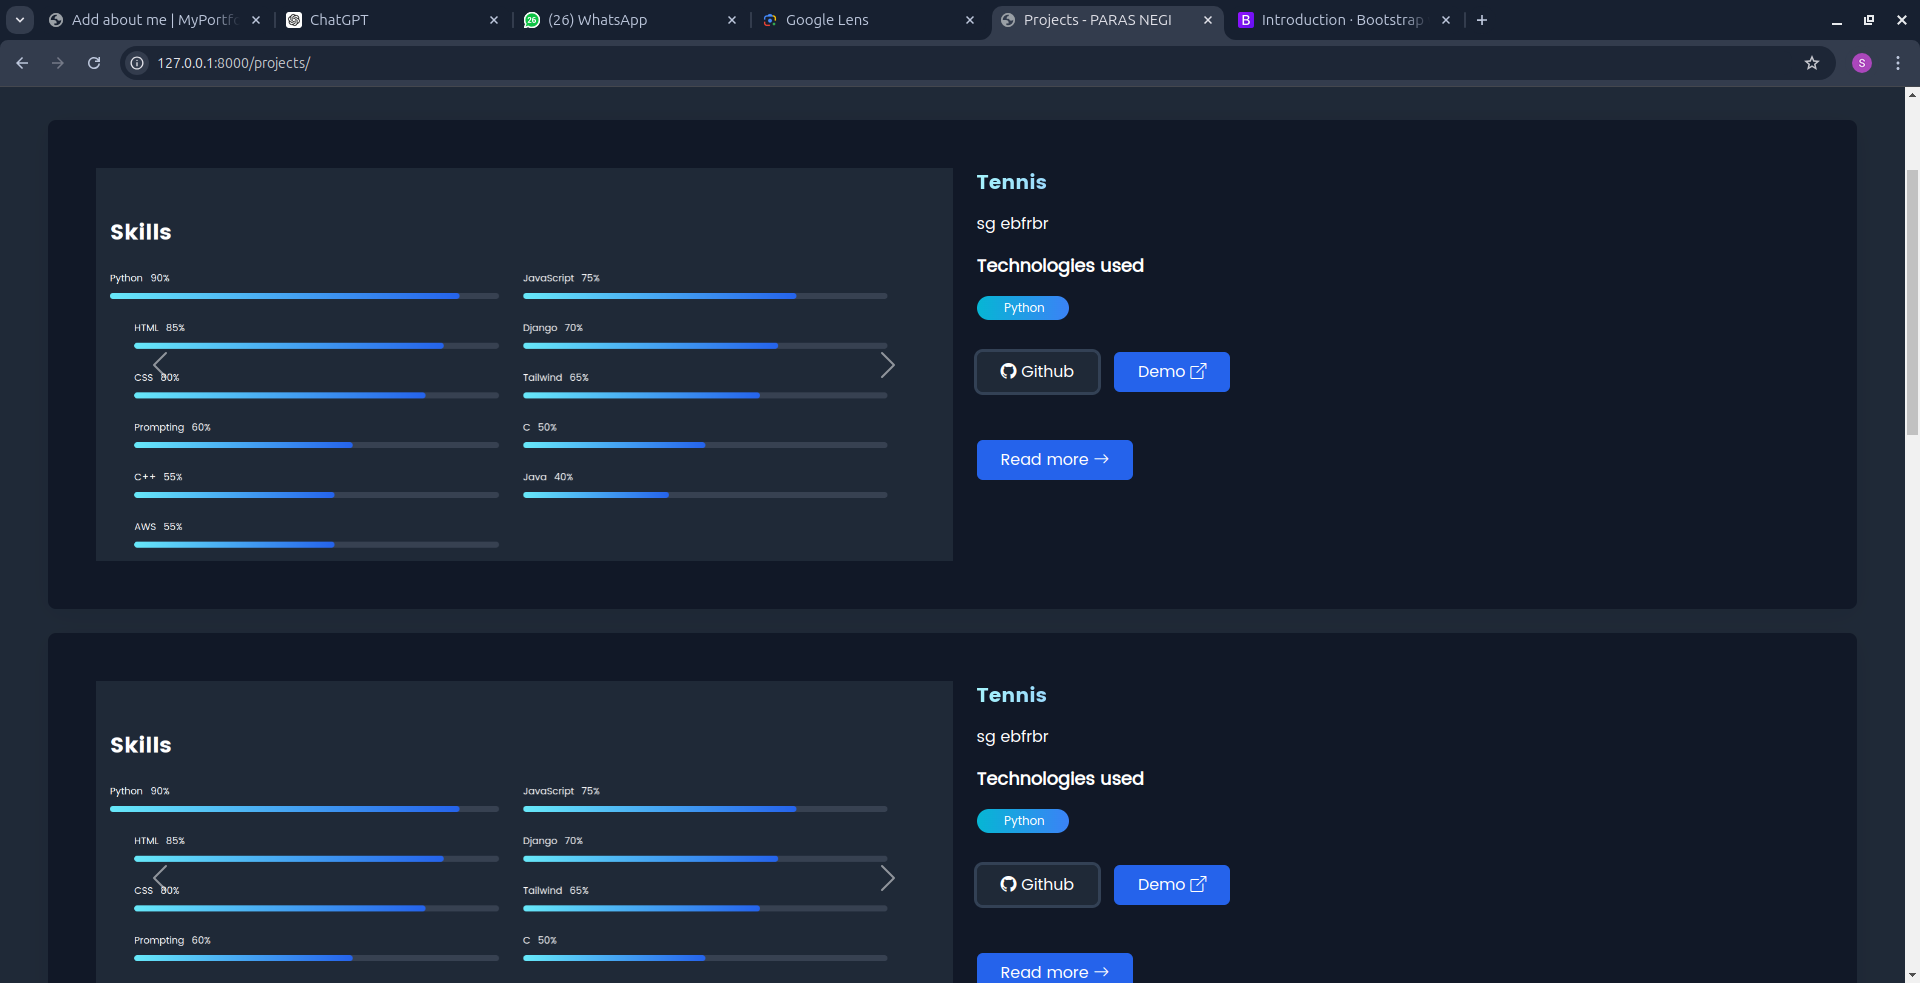 Add about me | MyPortfo
ChatGPT
(26) WhatsApp
Google Lens
Projects - PARAS NEGI
Introduction · Bootstrap
127.0.0.1:8000/projects/
S
Skills
Python 90%
JavaScript 75%
HTML 85%
Django 70%
CSS 80%
Tailwind 65%
Prompting 60%
C 50%
C++ 55%
Java 40%
AWS 55%
Tennis
sg ebfrbr
Technologies used
Python
Github
Demo
Read more →
Skills
Python 90%
JavaScript 75%
HTML 85%
Django 70%
CSS 80%
Tailwind 65%
Prompting 60%
C 50%
Tennis
sg ebfrbr
Technologies used
Python
Github
Demo
Read more →